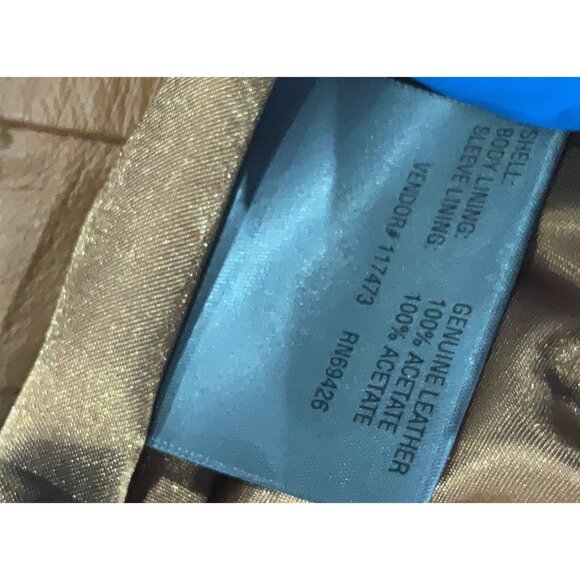 SHELL: GENUINE LEATHER
BODY LINING: 100% ACETATE
SLEEVE LINING: 100% ACETATE
VENDOR# 117473 RN69426